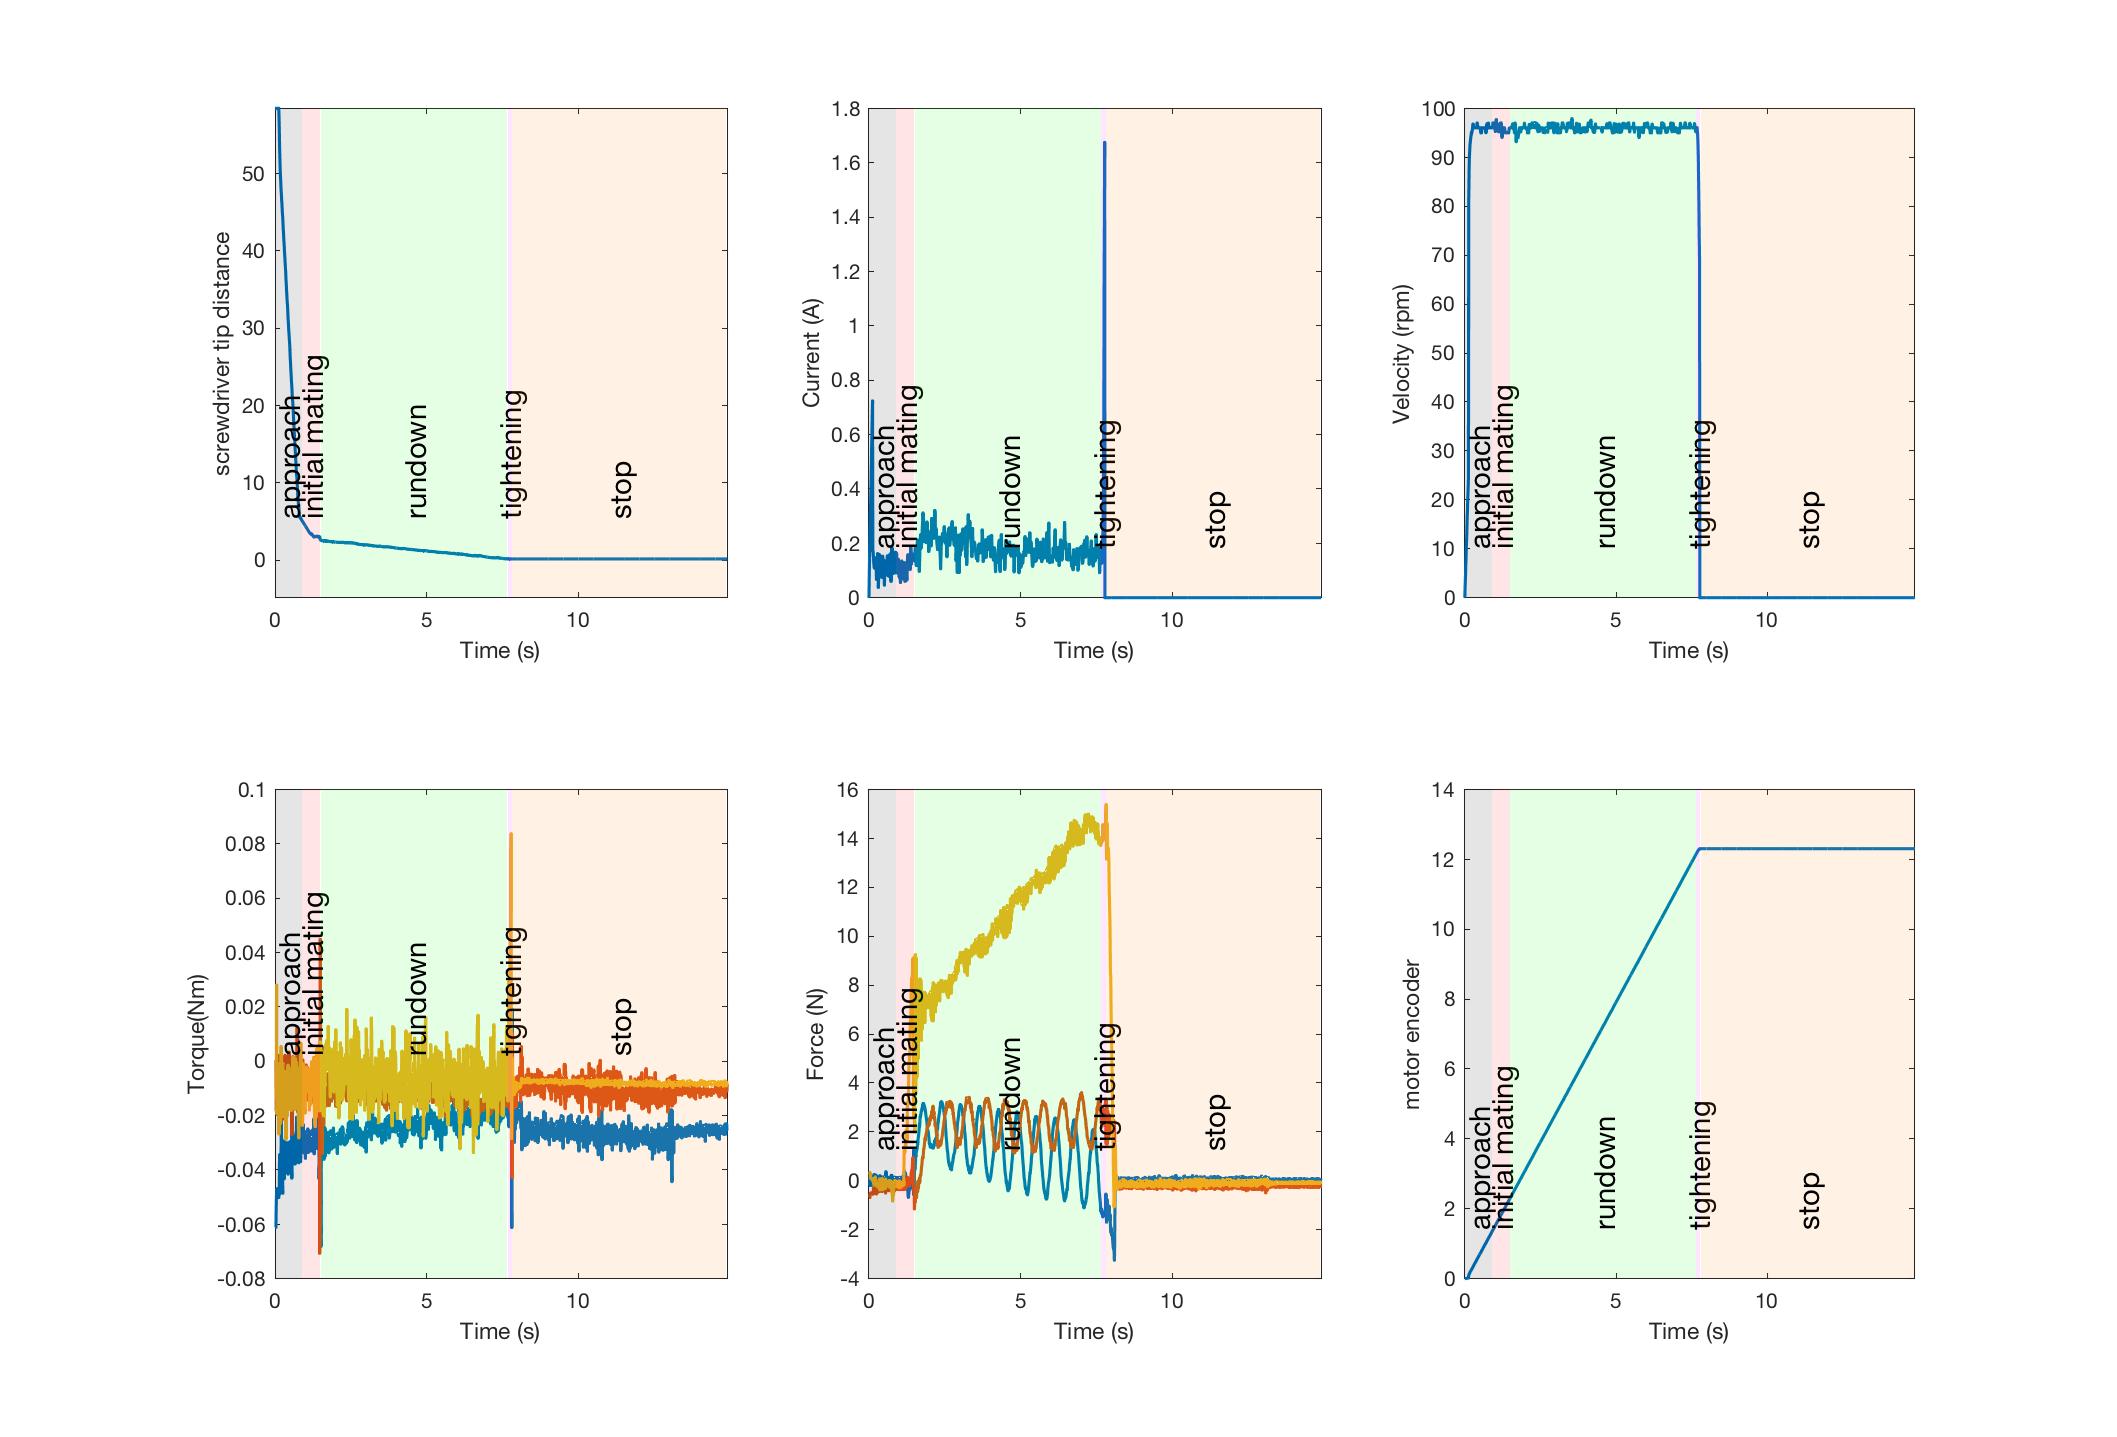 50
40
30
20
10
0
screwdriver tip distance
approach
initial mating
rundown
tightening
stop
0 5 10
Time (s)
1.8
1.6
1.4
1.2
1
0.8
0.6
0.4
0.2
0
Current (A)
approach
initial mating
rundown
tightening
stop
0 5 10
Time (s)
100
90
80
70
60
50
40
30
20
10
0
Velocity (rpm)
approach
initial mating
rundown
tightening
stop
0 5 10
Time (s)
0.1
0.08
0.06
0.04
0.02
0
-0.02
-0.04
-0.06
-0.08
Torque(Nm)
approach
initial mating
rundown
tightening
stop
0 5 10
Time (s)
16
14
12
10
8
6
4
2
0
-2
-4
Force (N)
approach
initial mating
rundown
tightening
stop
0 5 10
Time (s)
14
12
10
8
6
4
2
0
motor encoder
approach
initial mating
rundown
tightening
stop
0 5 10
Time (s)